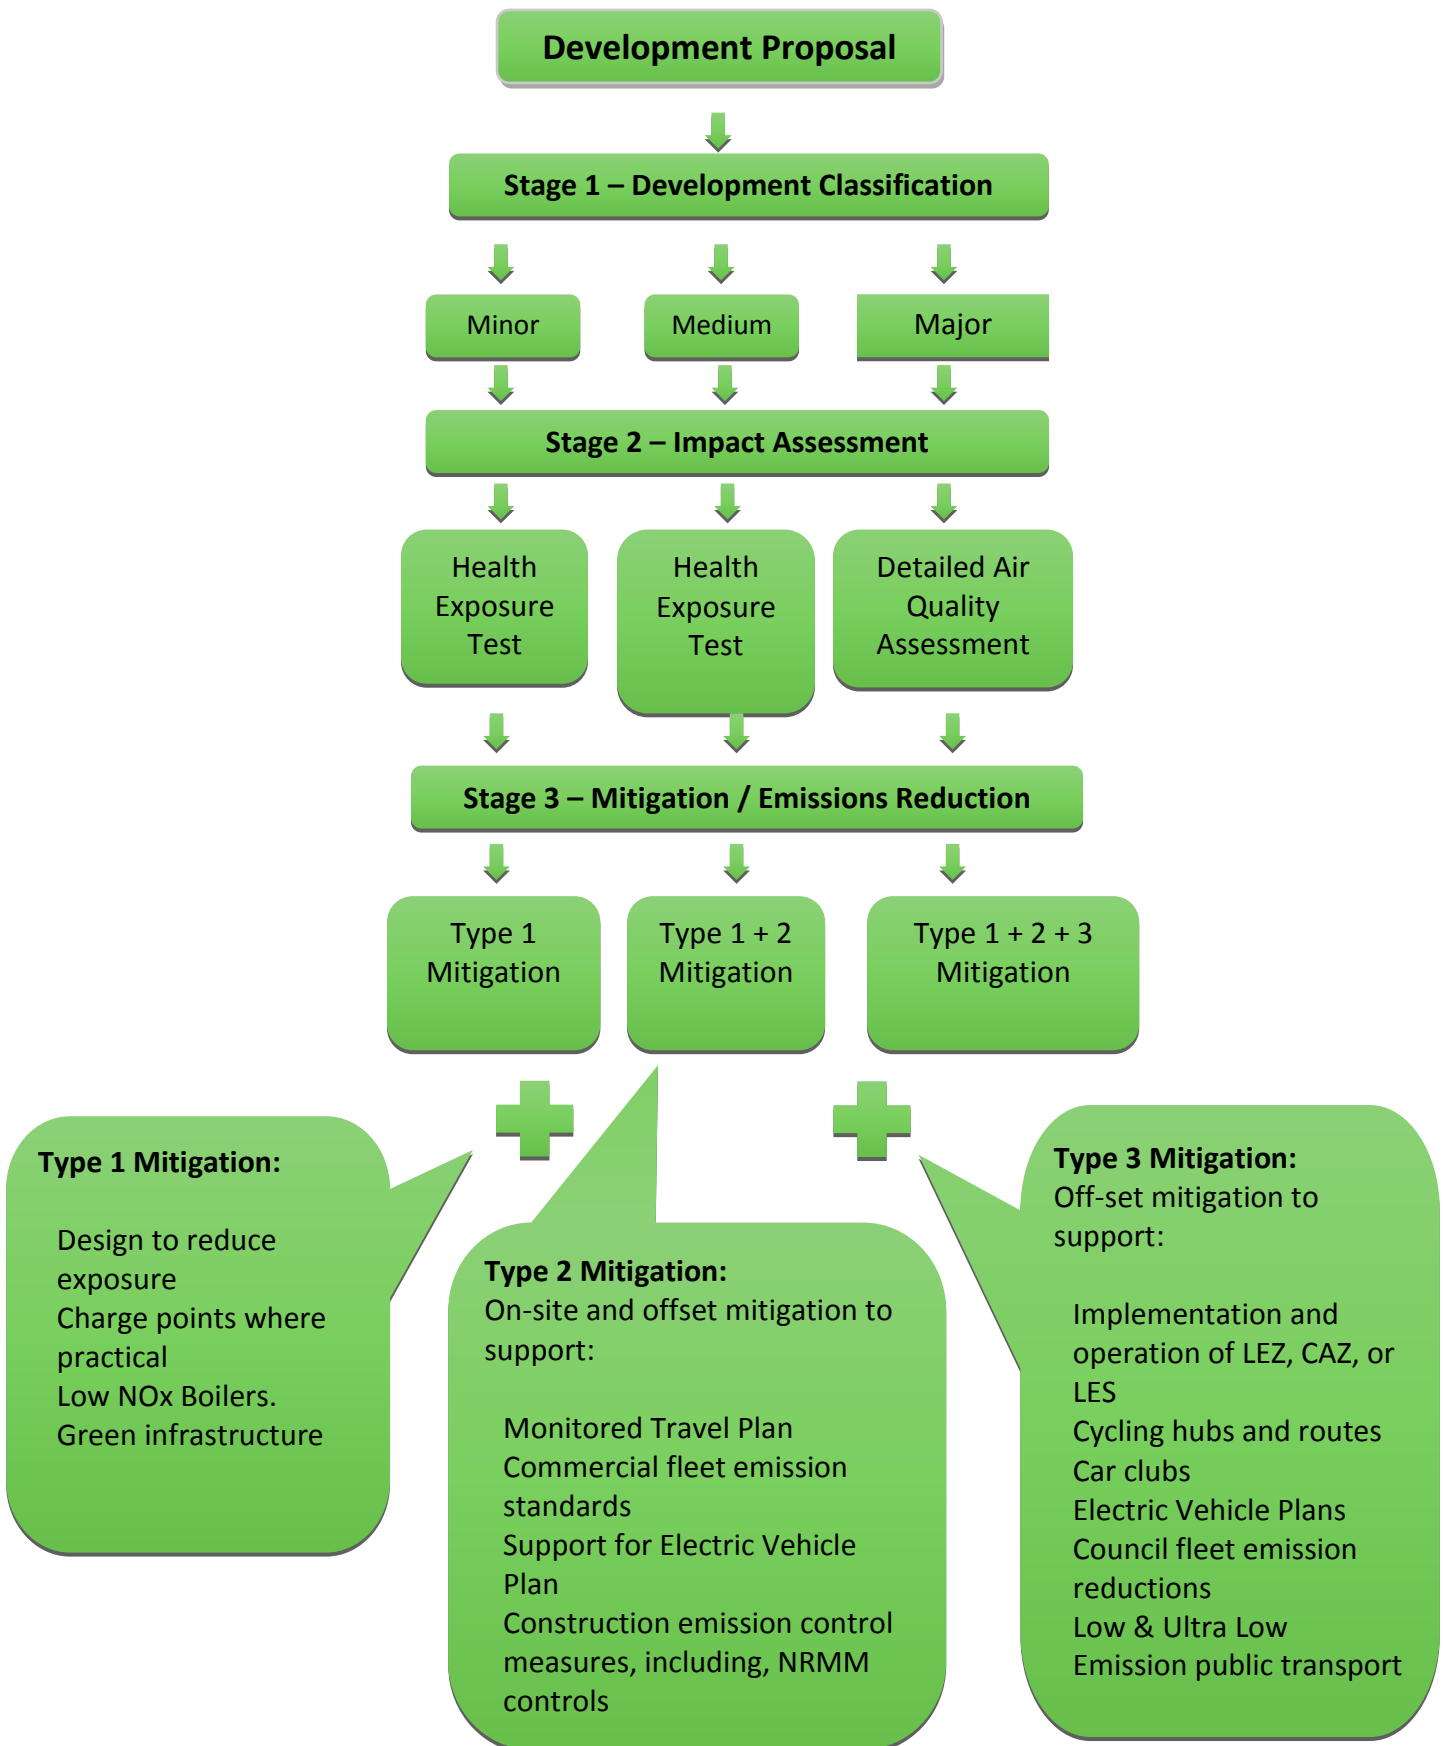 Development Proposal
Stage 1 – Development Classification
Minor
Medium
Major
Stage 2 – Impact Assessment
Health
Exposure
Test
Health
Exposure
Test
Detailed Air
Quality
Assessment
Stage 3 – Mitigation / Emissions Reduction
Type 1
Mitigation
Type 1 + 2
Mitigation
Type 1 + 2 + 3
Mitigation
Type 1 Mitigation:
Design to reduce
exposure
Charge points where
practical
Low NOx Boilers.
Green infrastructure
Type 2 Mitigation:
On-site and offset mitigation to
support:
Monitored Travel Plan
Commercial fleet emission
standards
Support for Electric Vehicle
Plan
Construction emission control
measures, including, NRMM
controls
Type 3 Mitigation:
Off-set mitigation to
support:
Implementation and
operation of LEZ, CAZ, or
LES
Cycling hubs and routes
Car clubs
Electric Vehicle Plans
Council fleet emission
reductions
Low & Ultra Low
Emission public transport